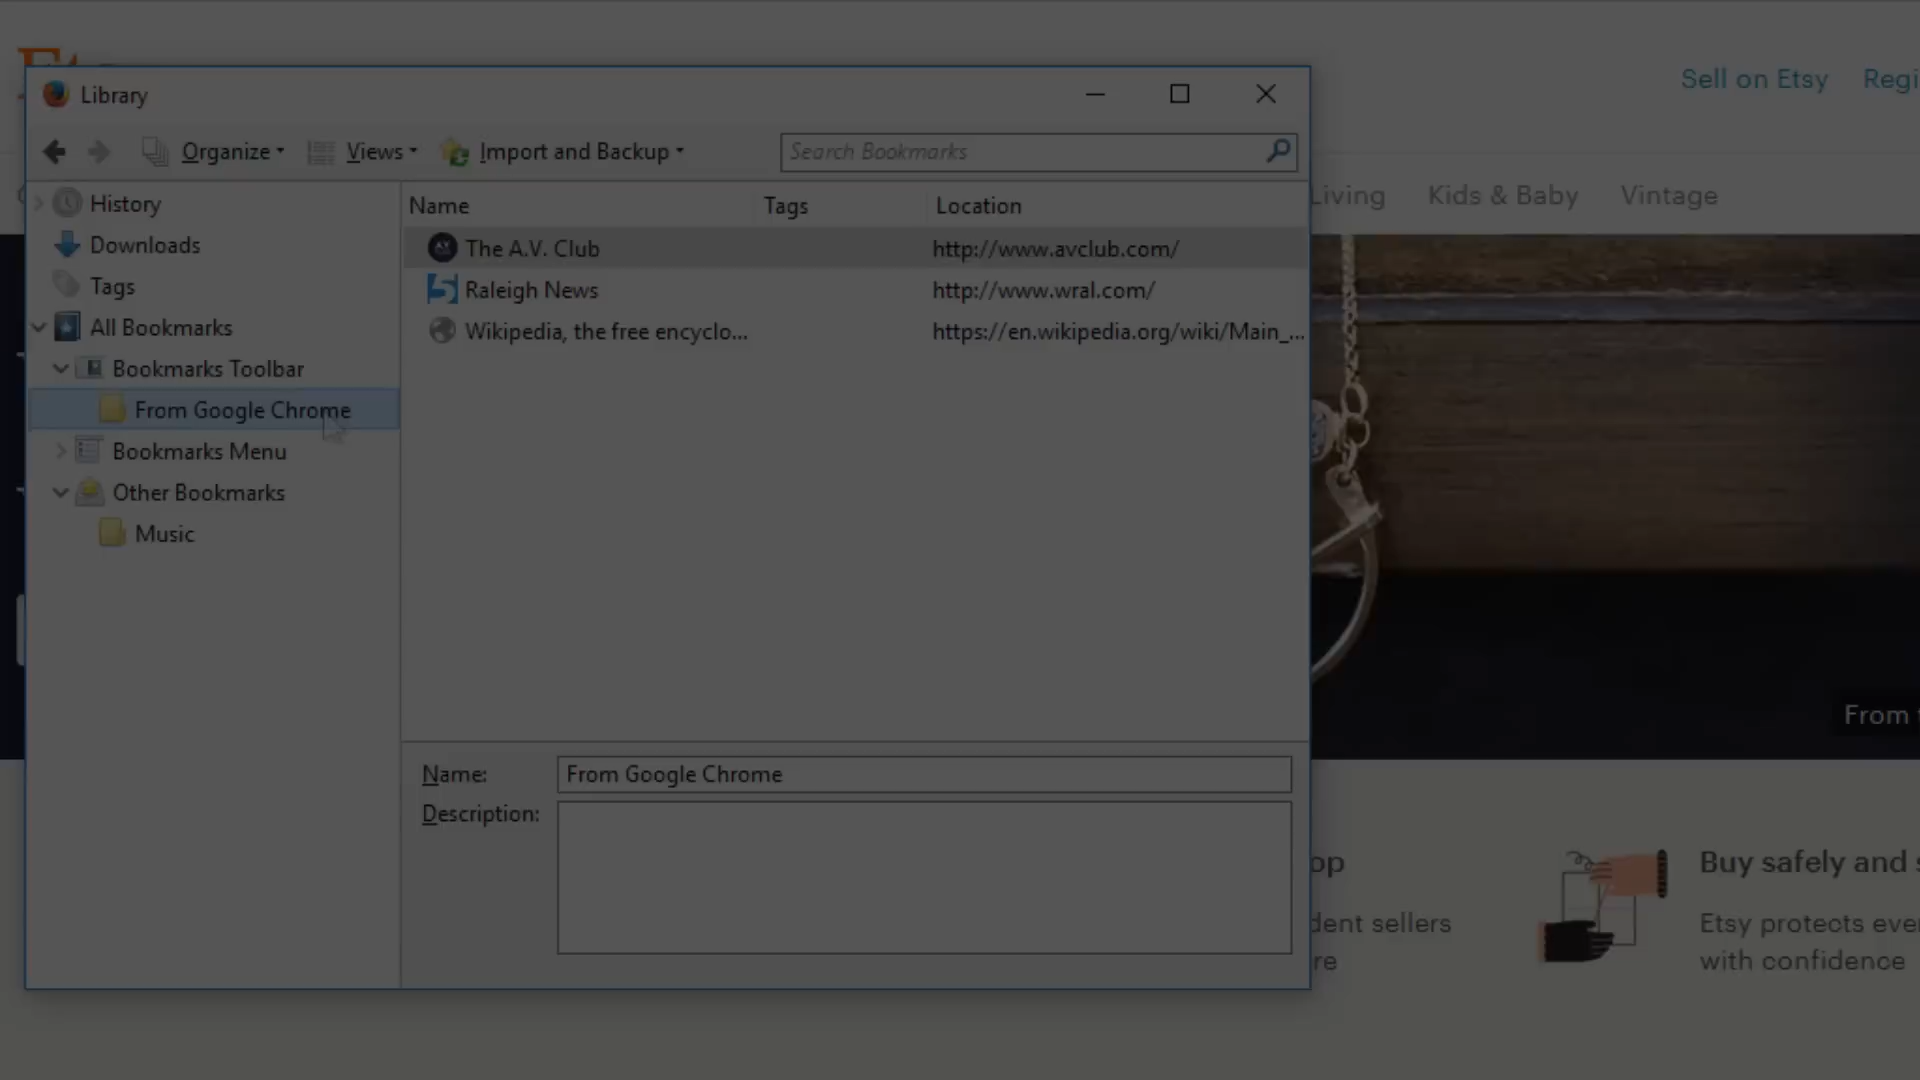 Sell on Etsy Regi
Library
Organize Views Import and Backup Search Bookmarks
History
Downloads
Tags
All Bookmarks
Bookmarks Toolbar
From Google Chrome
Bookmarks Menu
Other Bookmarks
Music
Name Tags Location
The A.V. Club http://www.avclub.com/
Raleigh News http://www.wral.com/
Wikipedia, the free encyclo... https://en.wikipedia.org/wiki/Main_...
Living Kids & Baby Vintage
From
Name: From Google Chrome
Description:
op
dent sellers
re
Buy safely and s
Etsy protects ever
with confidence